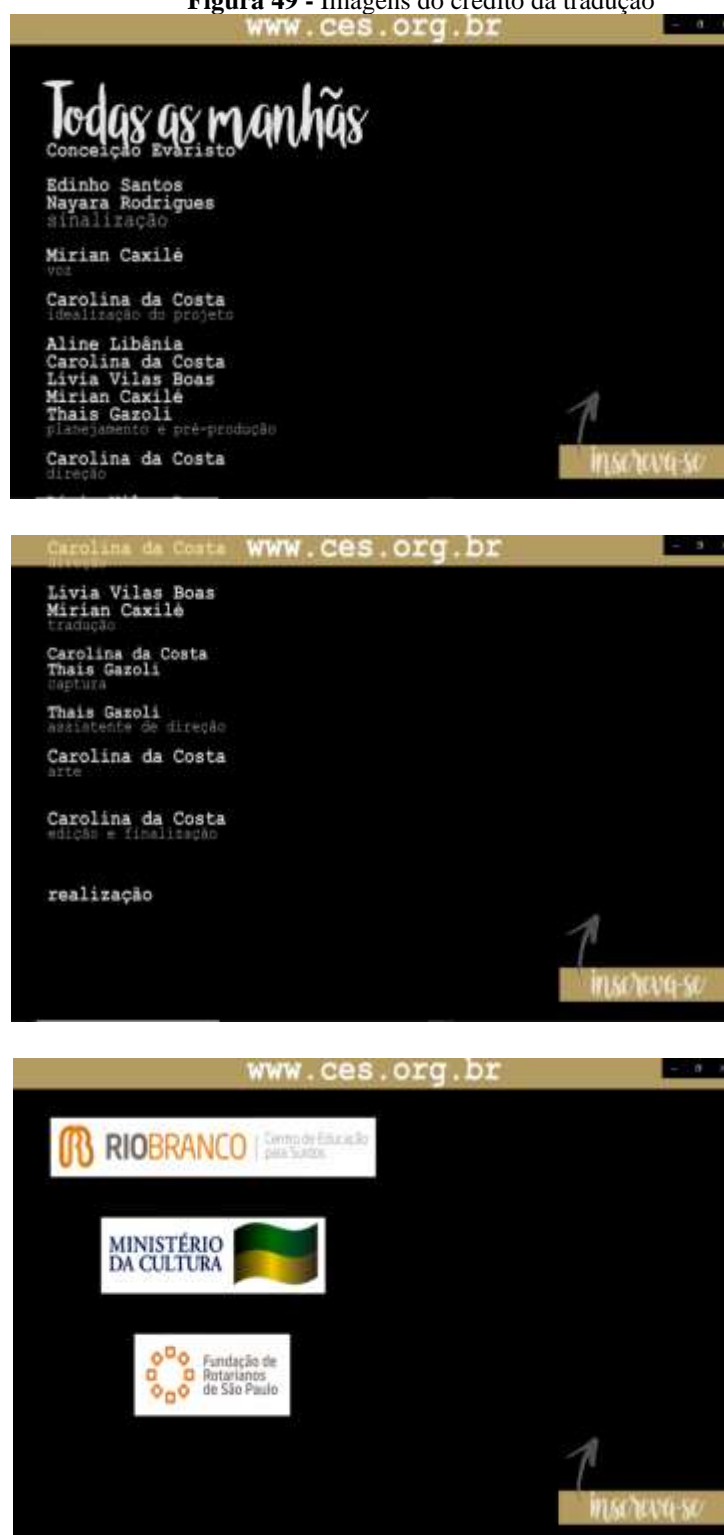 Figura 49 - Imagens do crédito da tradução
www.ces.org.br
Todas as manhãs
Conceição Evaristo
Edinho Santos
Nayara Rodrigues
sinalização
Mirian Caxilé
voz
Carolina da Costa
idealização do projeto
Aline Libânia
Carolina da Costa
Lívia Vilas Boas
Mirian Caxilé
Thais Gazoli
planejamento e pré-produção
Carolina da Costa
direção
inscreva-se
Carolina da Costa www.ces.org.br
direção
Lívia Vilas Boas
Mirian Caxilé
tradução
Carolina da Costa
Thais Gazoli
captura
Thais Gazoli
assistente de direção
Carolina da Costa
arte
Carolina da Costa
edição e finalização
realização
inscreva-se
www.ces.org.br
RIOBRANCO Centro de Educação
para Surdos
MINISTÉRIO
DA CULTURA
Fundação de
Rotarianos
de São Paulo
inscreva-se